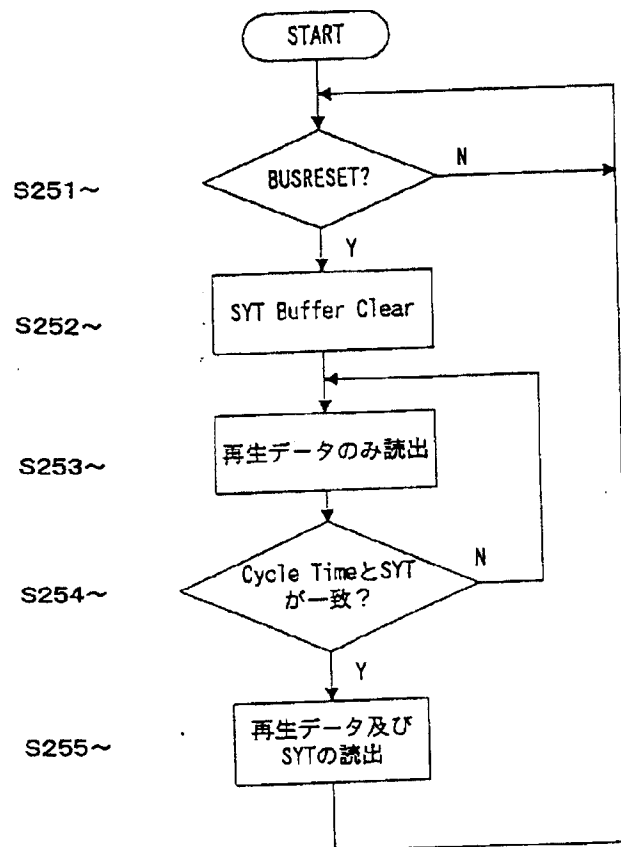 START
BUSRESET?
N
S251~
Y
SYT Buffer Clear
S252~
再生データのみ読出
S253~
Cycle TimeとSYT
が一致?
N
S254~
Y
再生データ及び
SYTの読出
S255~